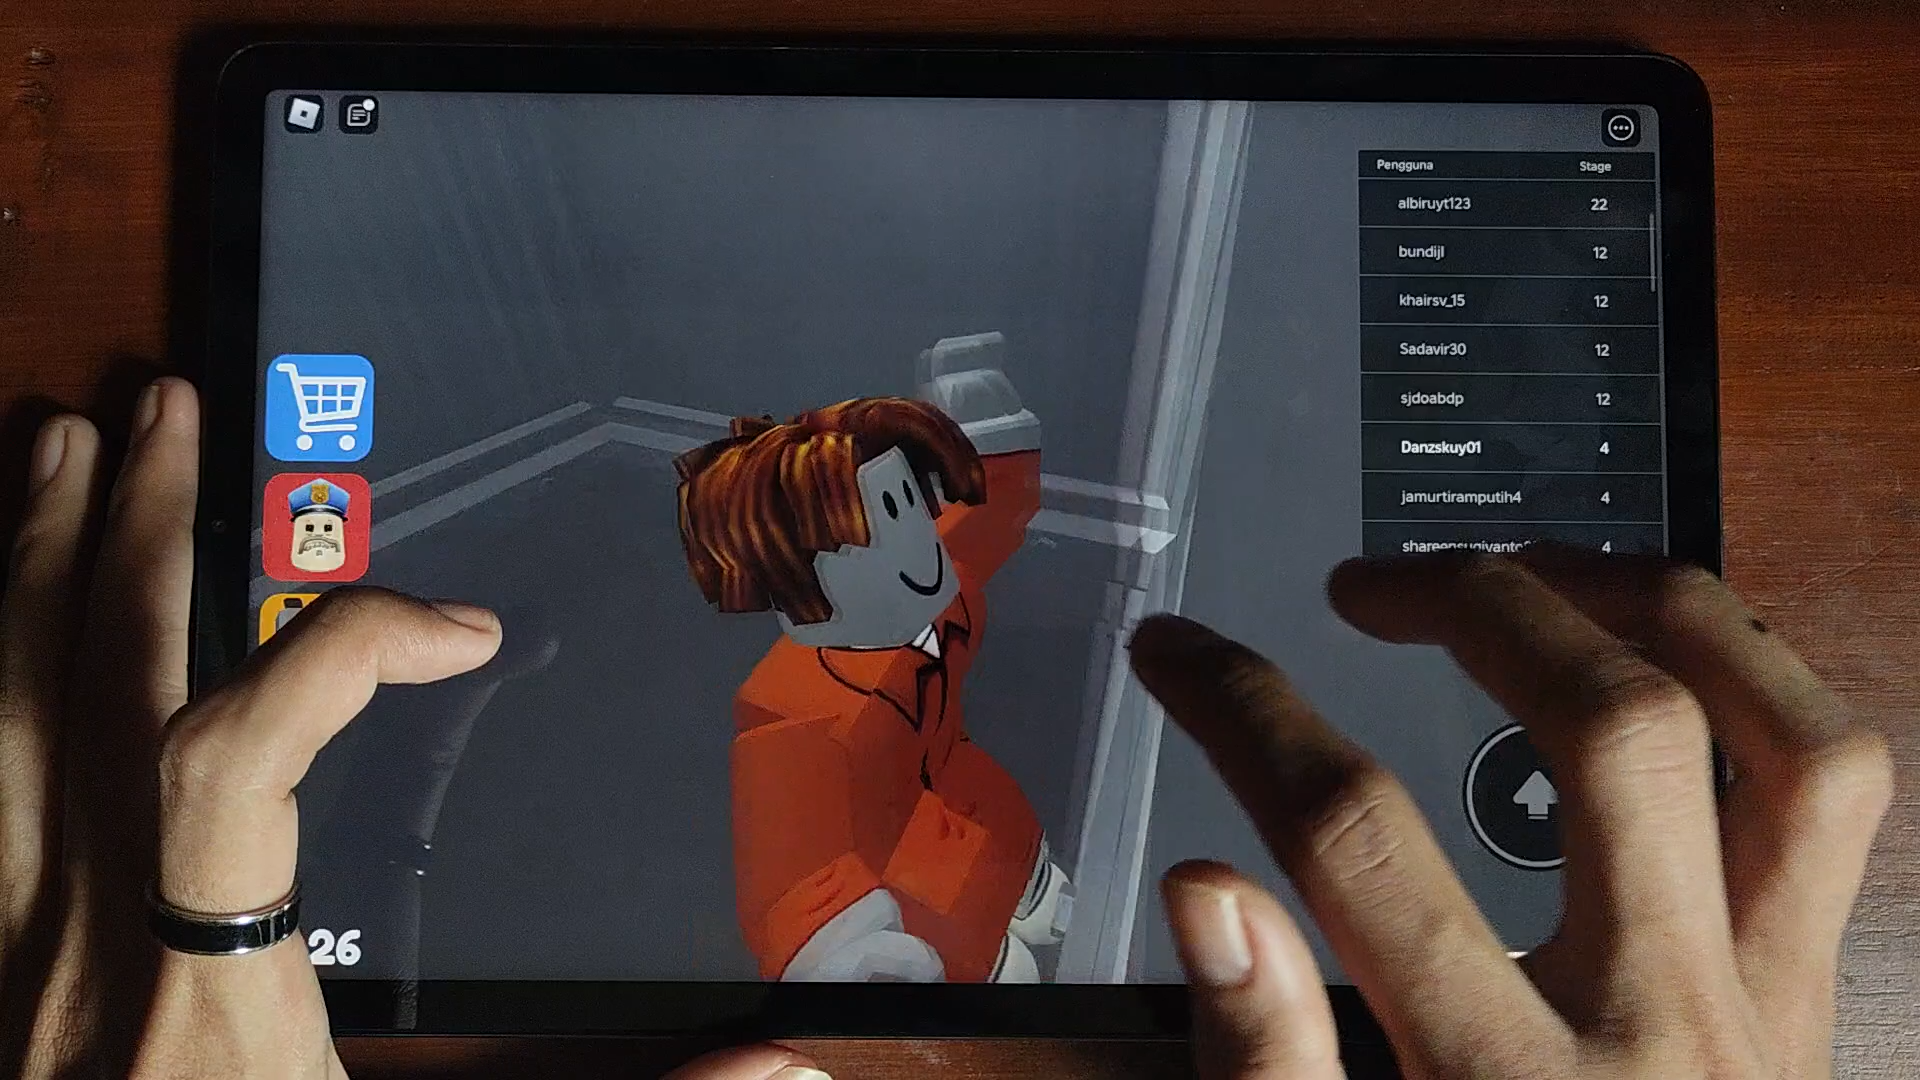 Pengguna Stage
albiruyt123 22
bundijl 12
khairsv_15 12
Sadavir30 12
sjdoabdp 12
Danzskuy01 4
jamurtiramputih4 4
4
26